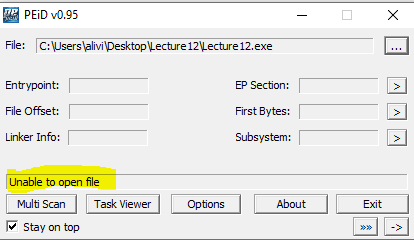 PEiD v0.95
File: C:\Users\alivi\Desktop\Lecture12\Lecture12.exe ...
Entrypoint: EP Section: >
File Offset: First Bytes: >
Linker Info: Subsystem: >
Unable to open file
Multi Scan Task Viewer Options About Exit
Stay on top »» ->